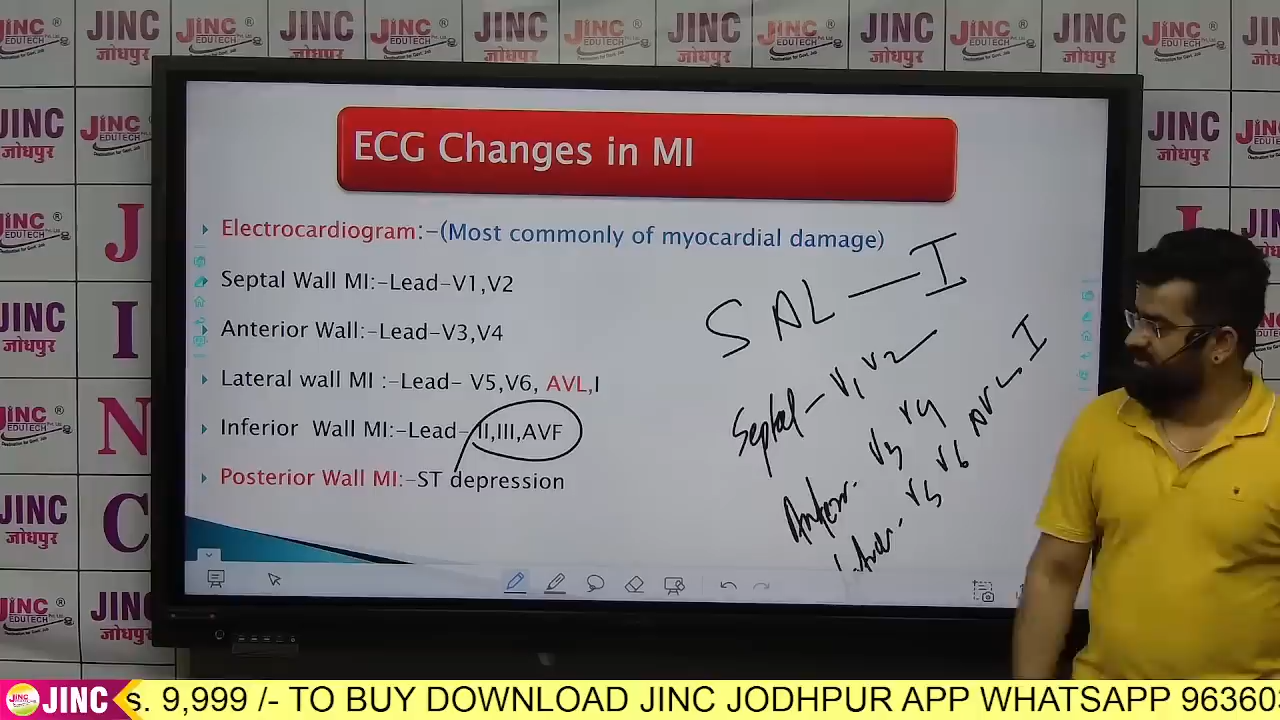 ECG Changes in MI
Electrocardiogram:-(Most commonly of myocardial damage)
Septal Wall MI:-Lead-V1,V2
Anterior Wall:-Lead-V3,V4
Lateral wall MI :-Lead- V5,V6, AVL,I
Inferior Wall MI:-Lead-II,III,AVF
Posterior Wall MI:-ST depression
SAL - I
Septal - V1 V2
V3 V4
V5 V6 AVL I
JINC
EDUTECH
जोधपुर
J
I
N
C
JINC s. 9,999 /- TO BUY DOWNLOAD JINC JODHPUR APP WHATSAPP 96360